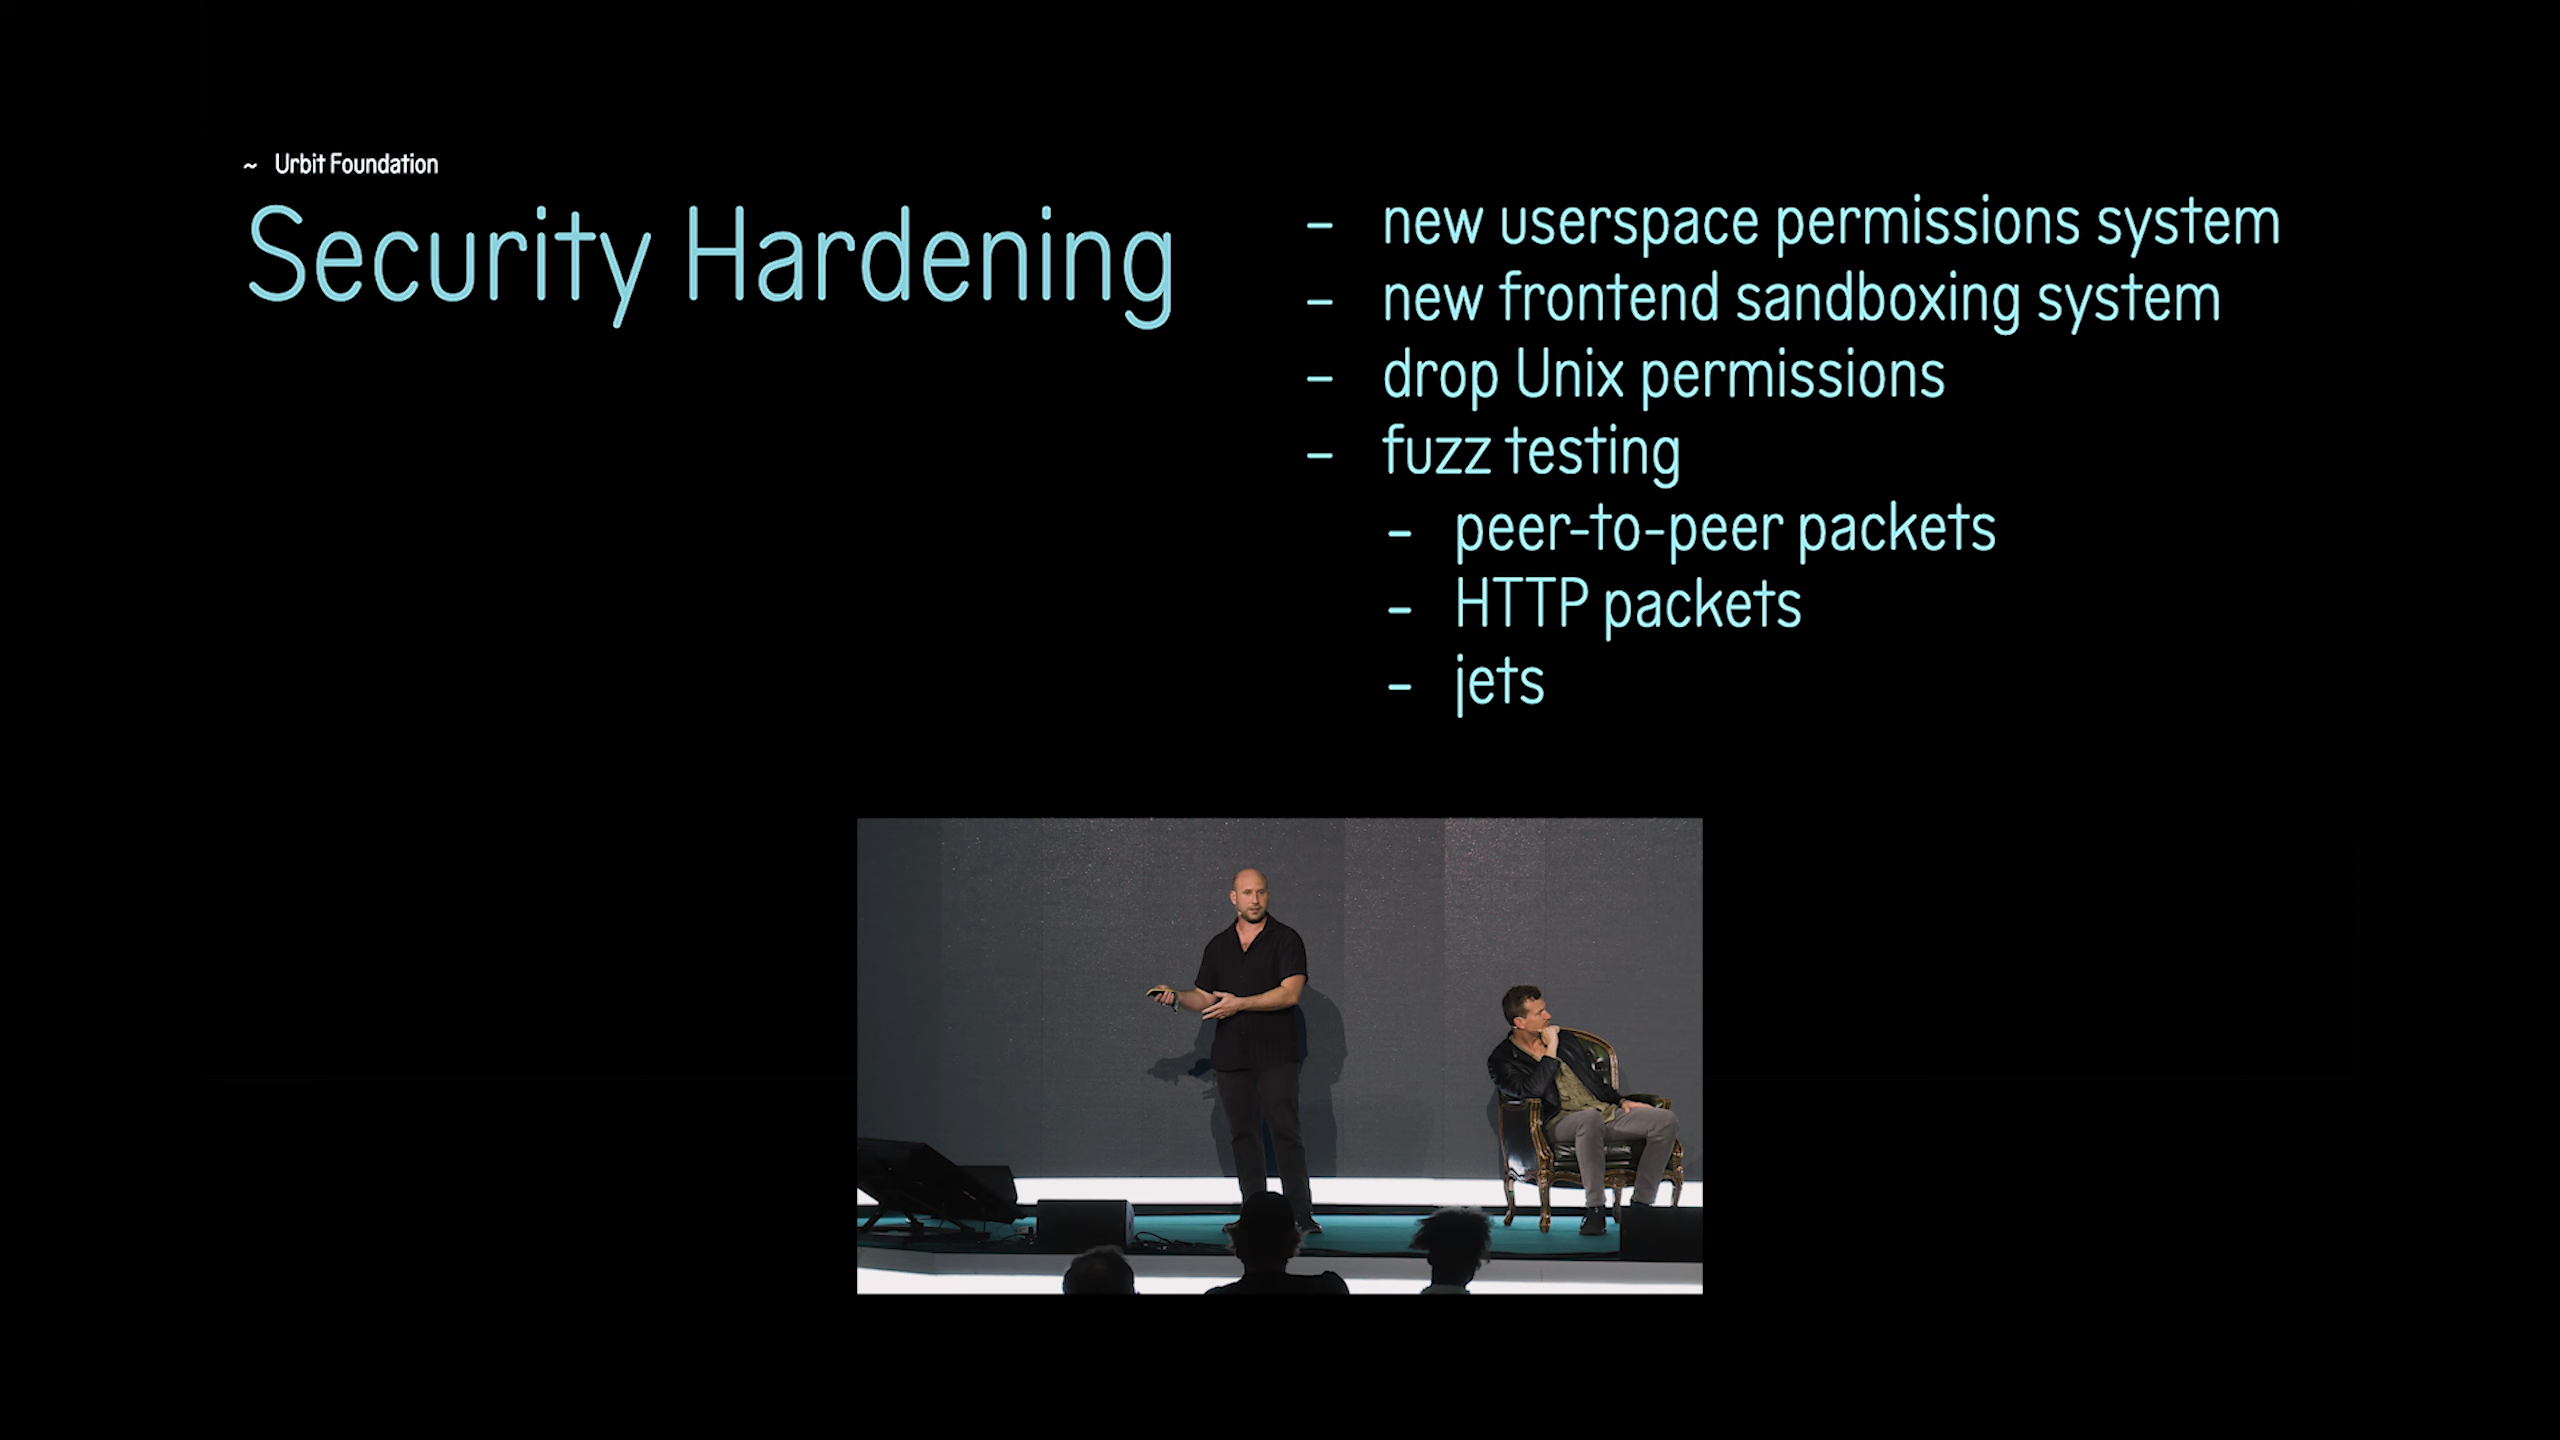 ~ Urbit Foundation
Security Hardening
– new userspace permissions system
– new frontend sandboxing system
– drop Unix permissions
– fuzz testing
– peer-to-peer packets
– HTTP packets
– jets